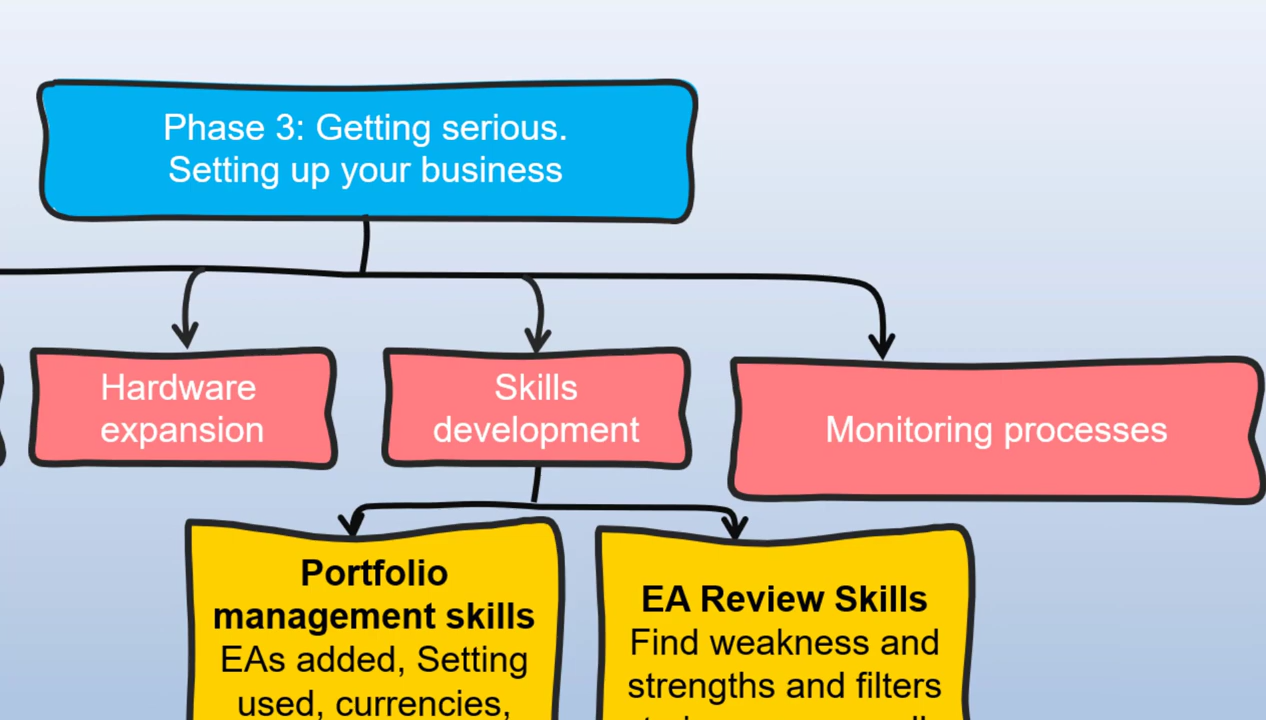 Phase 3: Getting serious.
Setting up your business
Hardware
expansion
Skills
development
Monitoring processes
Portfolio
management skills
EAs added, Setting
used, currencies,
EA Review Skills
Find weakness and
strengths and filters